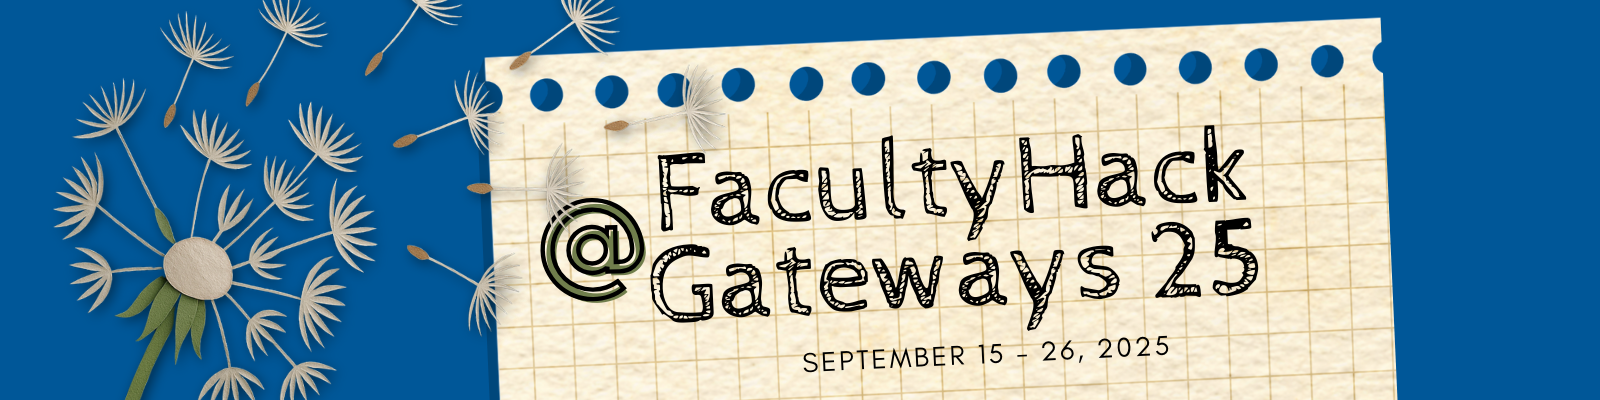 FacultyHack
@Gateways 25
SEPTEMBER 15 - 26, 2025